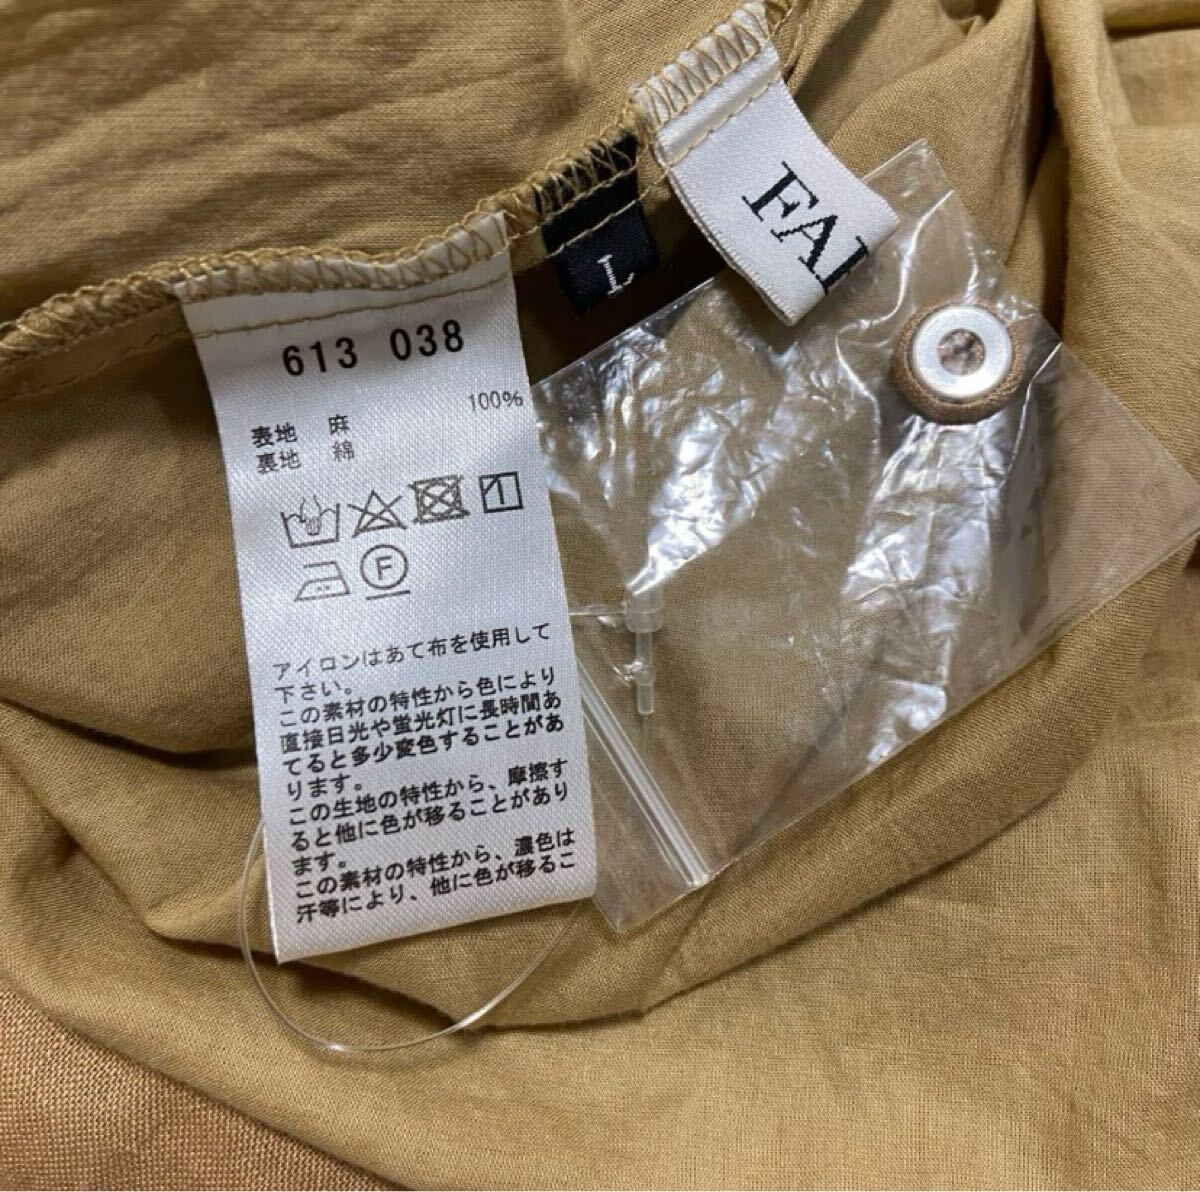 613 038
100%
表地 麻
裏地 綿
F
アイロンはあて布を使用して
下さい。
この素材の特性から色により
直接日光や蛍光灯に長時間あ
てると多少変色することがあ
ります。
この生地の特性から、摩擦す
ると他に色が移ることがあり
ます。
この素材の特性から、濃色は
汗等により、他に色が移るこ